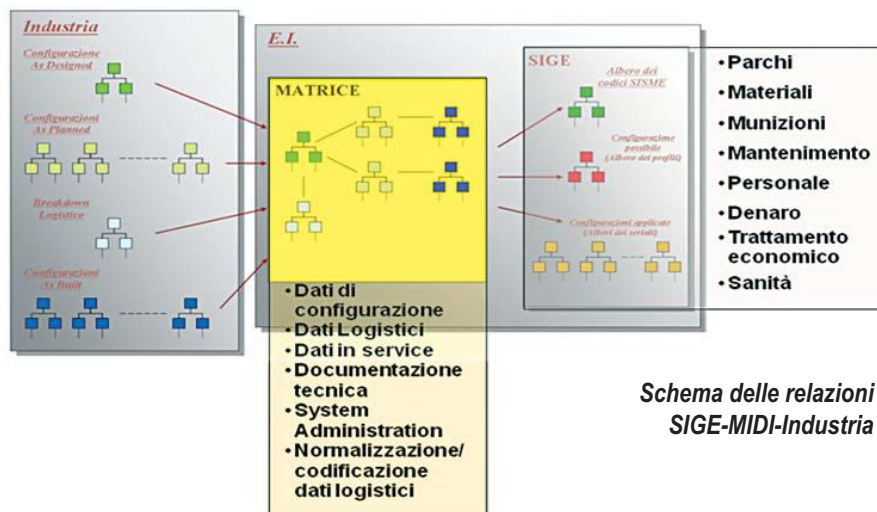 Industria
Configurazione
As Designed
Configurazioni
As Planned
Breakdown
Logistico
Configurazioni
As Built
E.I.
MATRICE
•Dati di
configurazione
•Dati Logistici
•Dati in service
•Documentazione
tecnica
•System
Administration
•Normalizzazione/
codificazione
dati logistici
SIGE
Albero dei
codici SISME
Configurazione
possibile
(Albero dei profili)
Configurazioni applicate
(Alberi dei seriali)
•Parchi
•Materiali
•Munizioni
•Mantenimento
•Personale
•Denaro
•Trattamento
economico
•Sanità
Schema delle relazioni
SIGE-MIDI-Industria